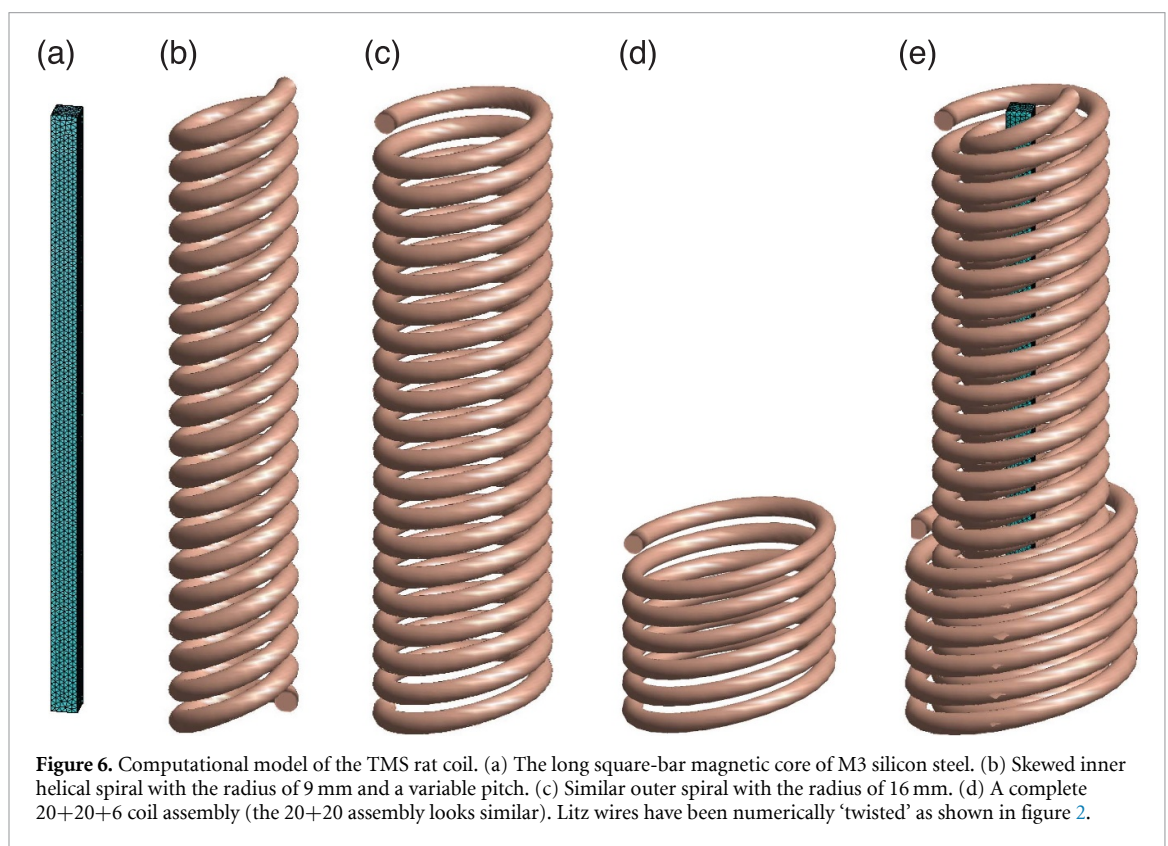 (a) (b) (c) (d) (e)
Figure 6. Computational model of the TMS rat coil. (a) The long square-bar magnetic core of M3 silicon steel. (b) Skewed inner
helical spiral with the radius of 9 mm and a variable pitch. (c) Similar outer spiral with the radius of 16 mm. (d) A complete
20+20+6 coil assembly (the 20+20 assembly looks similar). Litz wires have been numerically ‘twisted’ as shown in figure 2.